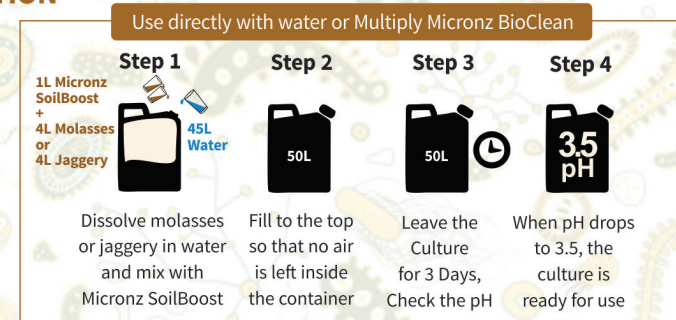 Use directly with water or Multiply Micronz BioClean
Step 1
1L Micronz
SoilBoost
+
4L Molasses
or
4L Jaggery
45L
Water
Dissolve molasses
or jaggery in water
and mix with
Micronz SoilBoost
Step 2
50L
Fill to the top
so that no air
is left inside
the container
Step 3
50L
Leave the
Culture
for 3 Days,
Check the pH
Step 4
3.5
pH
When pH drops
to 3.5, the
culture is
ready for use